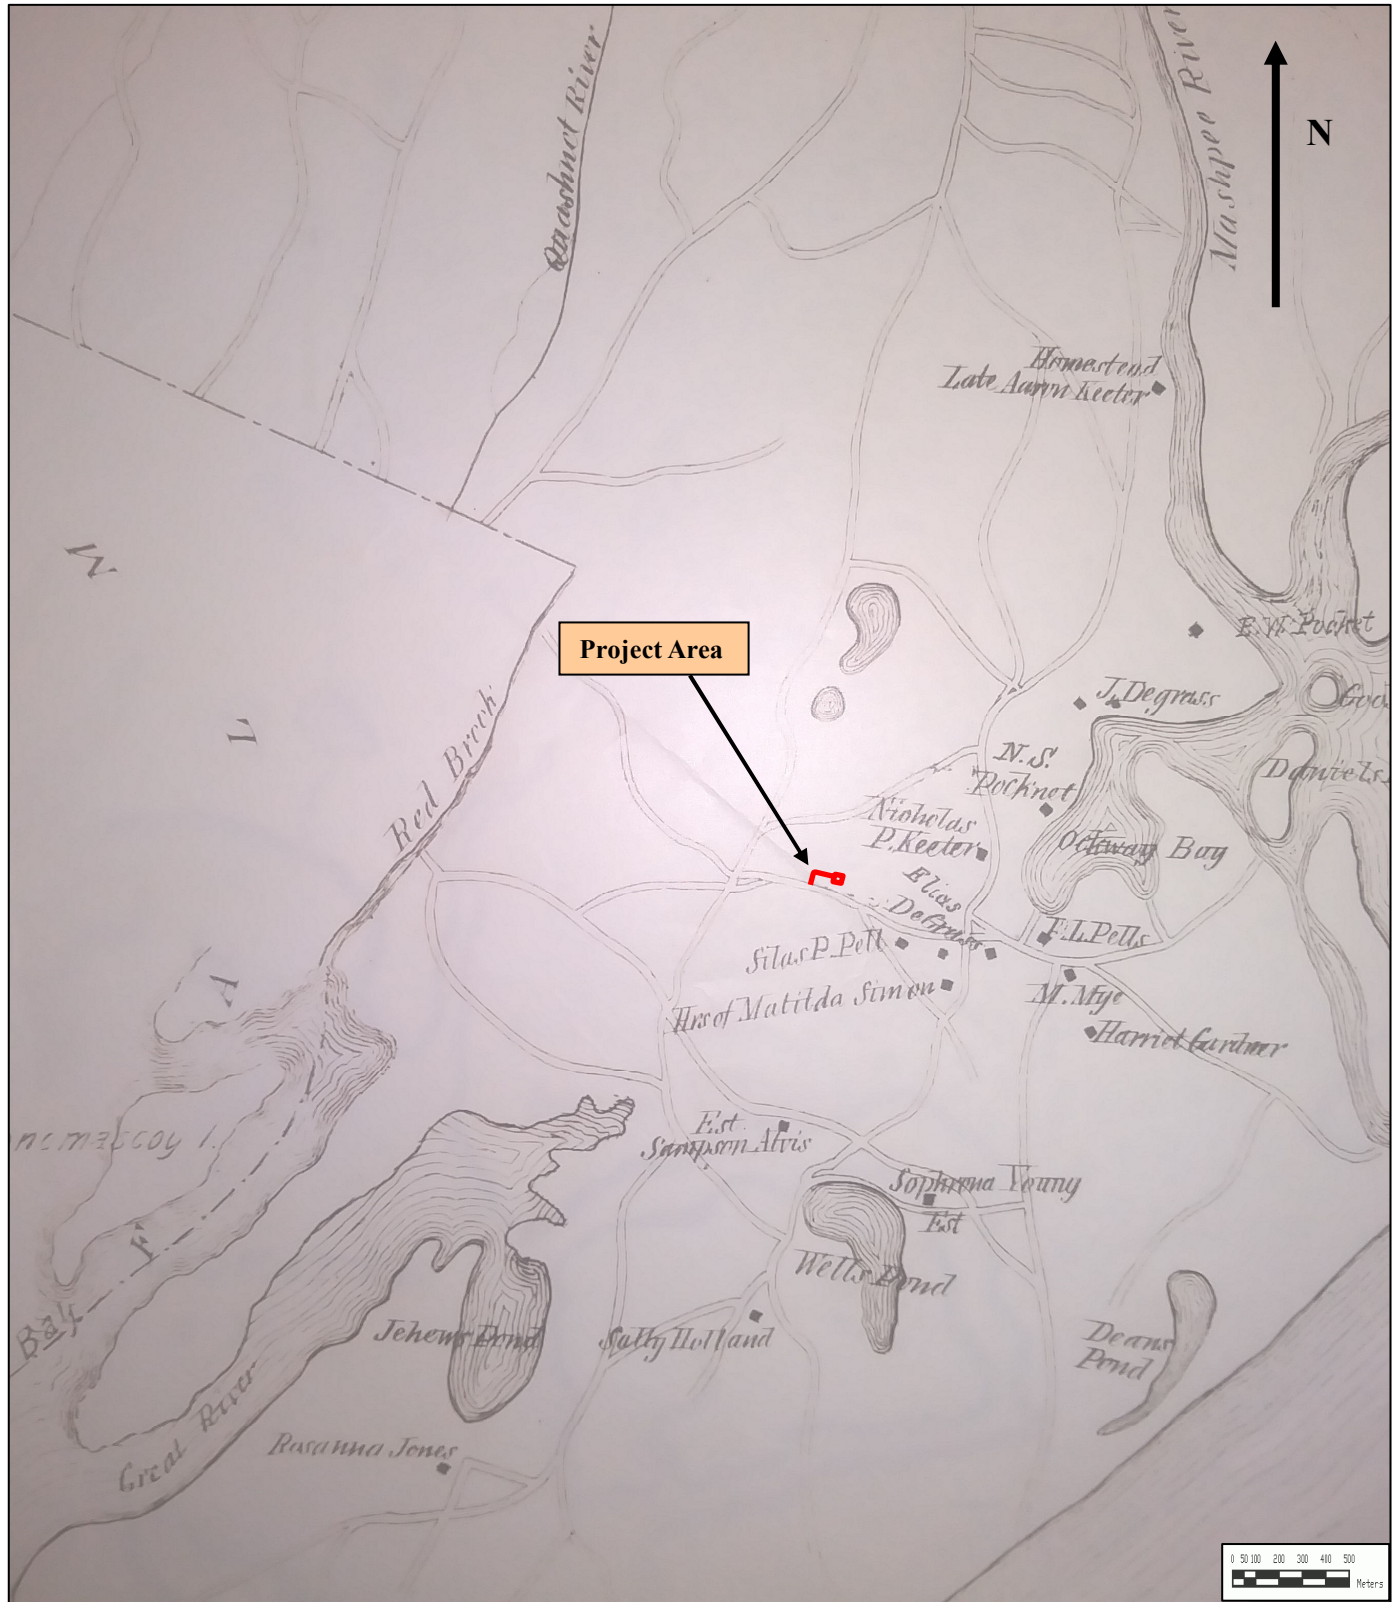 Quashnet River
Mashpee River
N
Homestead
Late Aaron Keeter
M
L
A
F
Project Area
E. W. Pocket
J. Degrass
Goo
Daniels
N. S.
Pocknet
Red Brook
Nicholas
P. Keeter
Ockway Bay
Elias
DeGrass
Silas P. Pell
F. L. Pells
Hrs of Matilda Simon
M. Mye
Harriet Gardner
Est.
Sampson Alvis
Sophrona Young
Est
Wells Pond
Bay
Jehews Pond
Sally Holland
Deans
Pond
Great River
Rosanna Jones
0 50 100 200 300 400 500
Meters